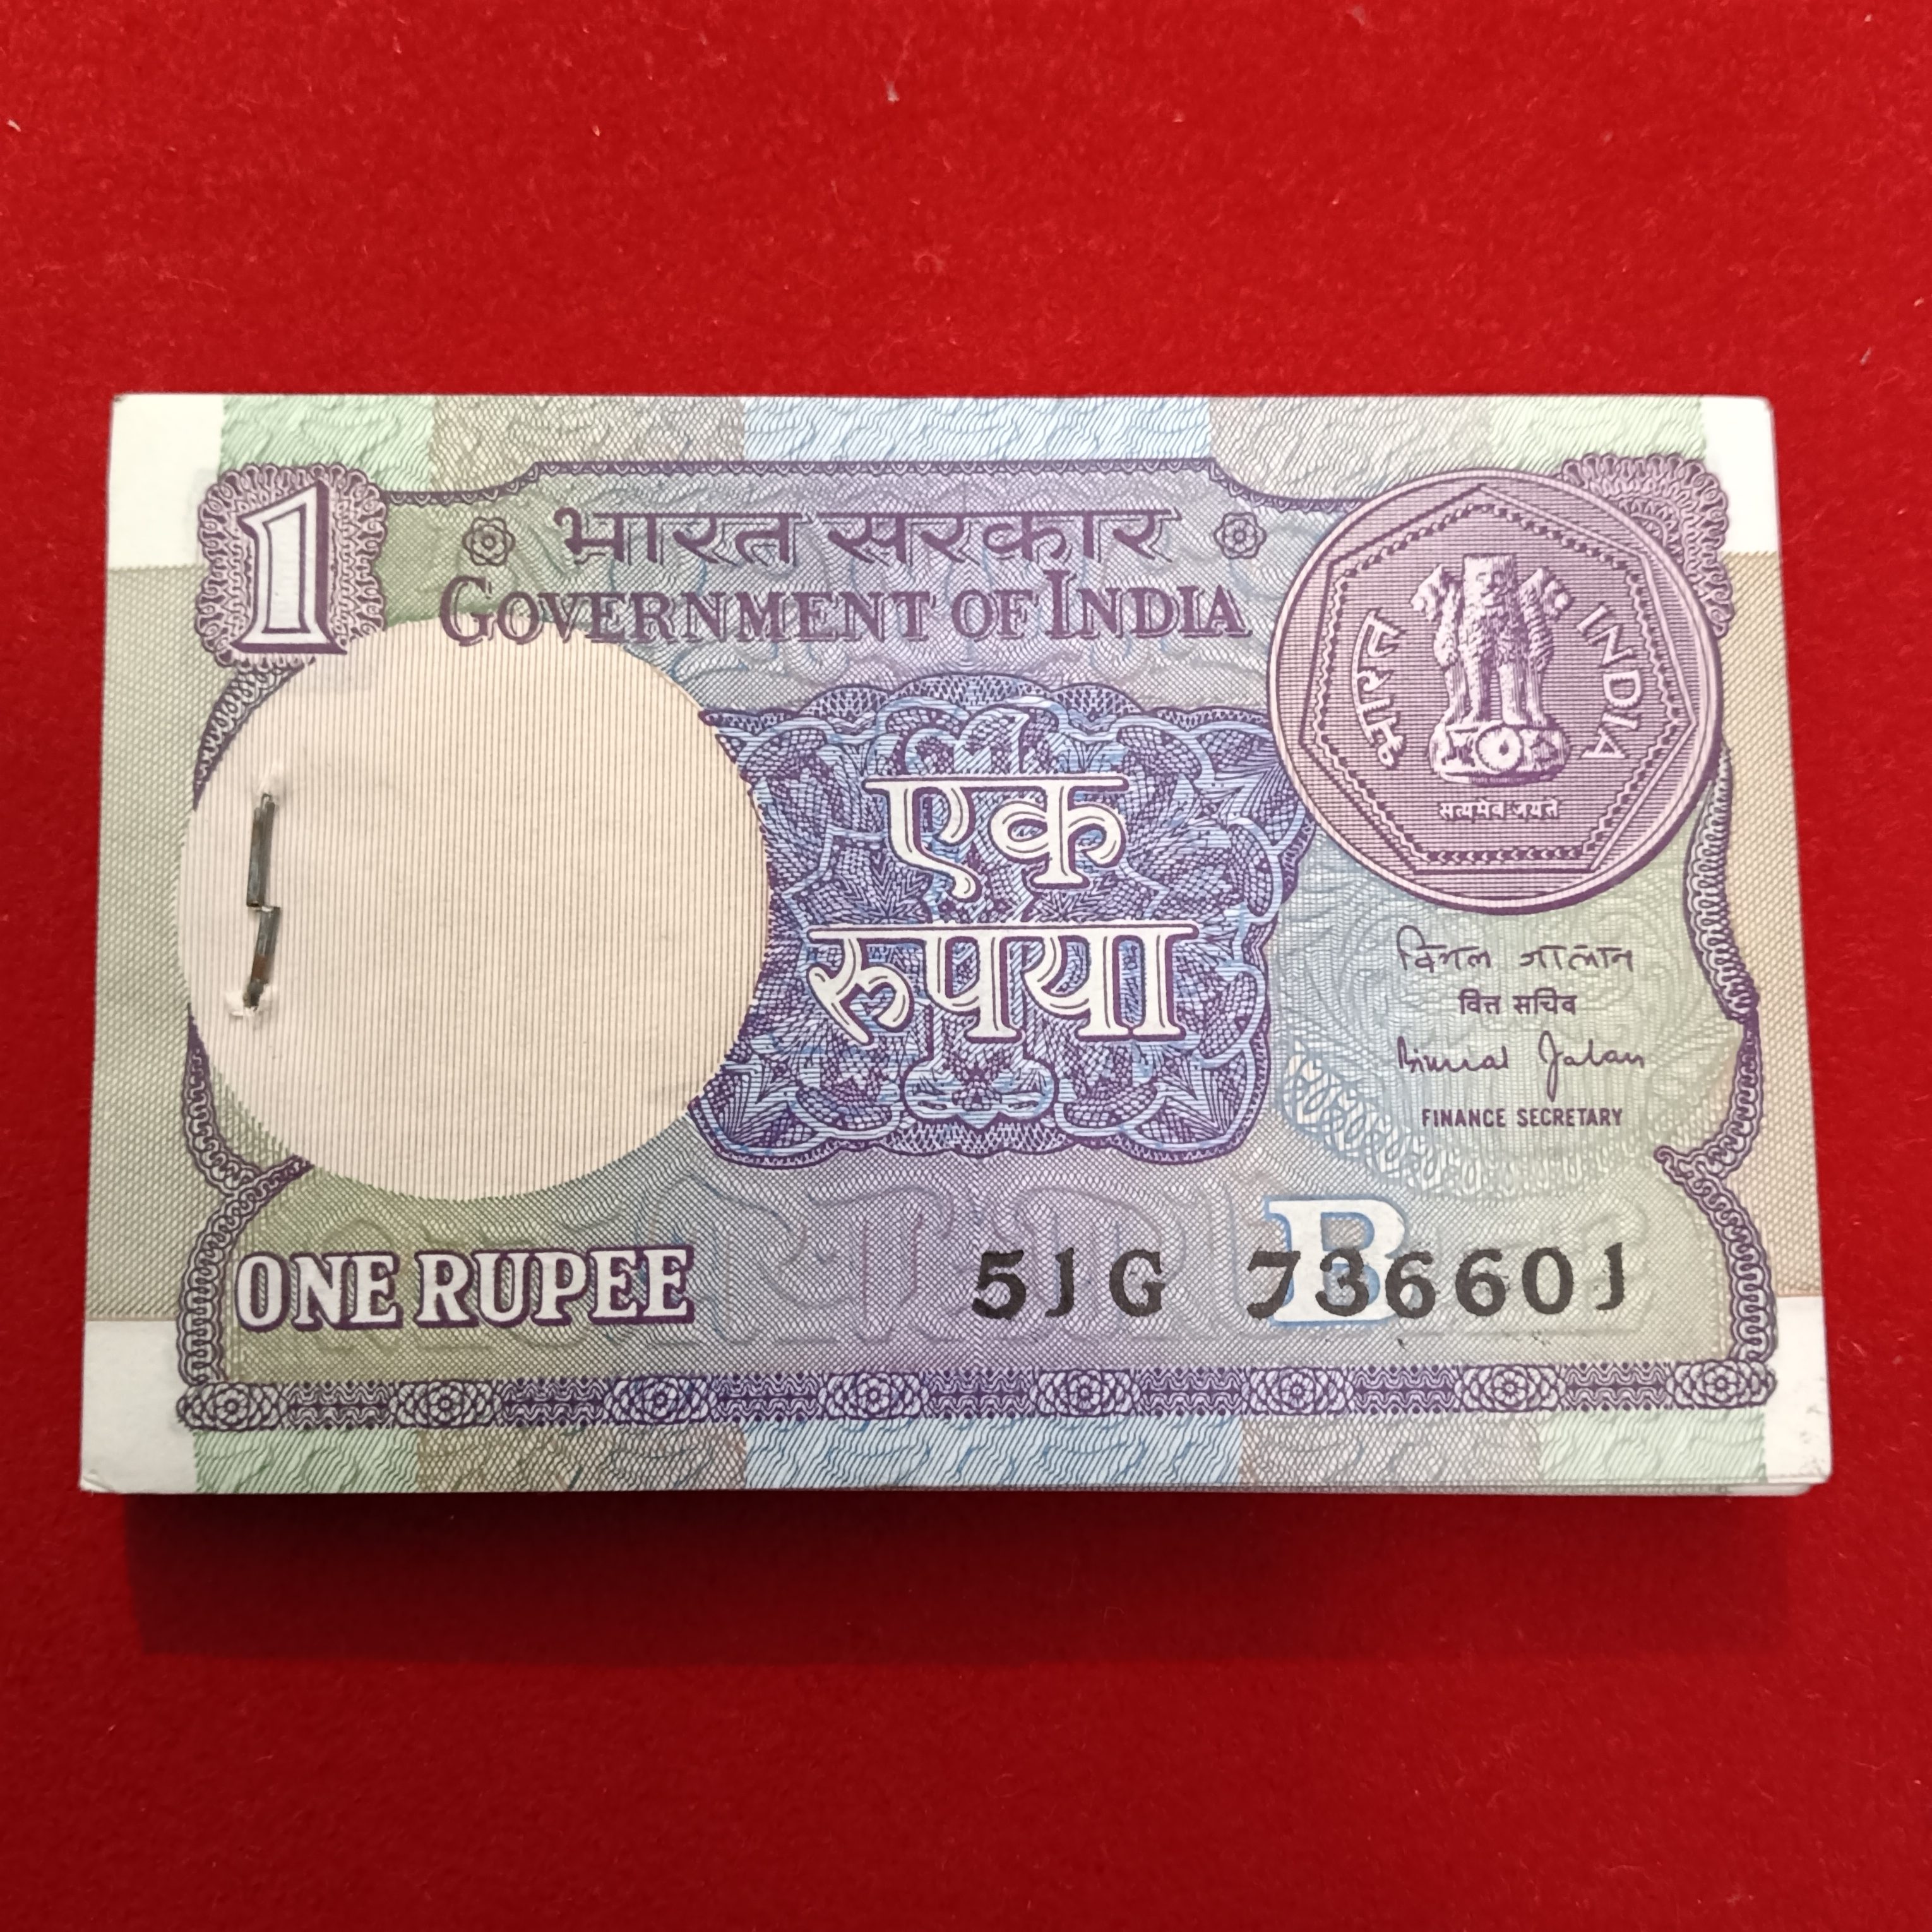 1
भारत सरकार
GOVERNMENT OF INDIA
भारत
INDIA
सत्यमेव जयते
एक
रुपया
विमल जालान
वित्त सचिव
Bimal Jalan
FINANCE SECRETARY
B
ONE RUPEE
51G 736601